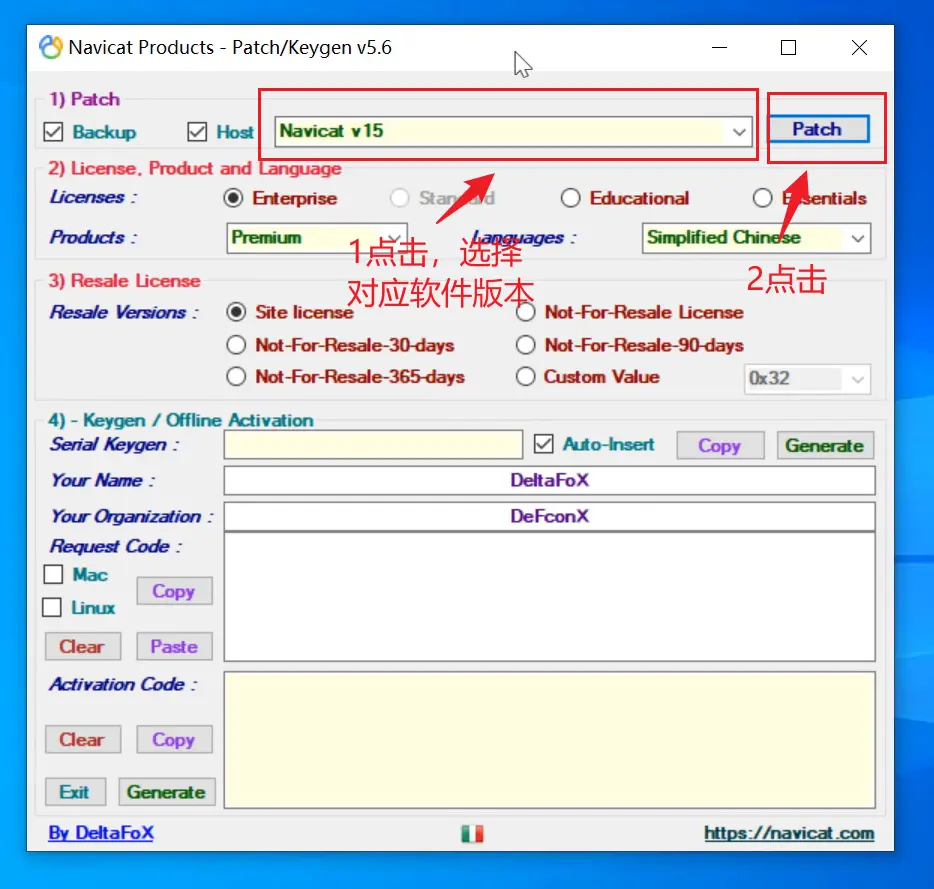 Navicat Products - Patch/Keygen v5.6
1) Patch
Backup Host Navicat v15 Patch
2) License, Product and Language
Licenses : Enterprise Standard Educational Essentials
Products : Premium Languages : Simplified Chinese
1点击，选择
对应软件版本
2点击
3) Resale License
Resale Versions : Site license Not-For-Resale License
Not-For-Resale-30-days Not-For-Resale-90-days
Not-For-Resale-365-days Custom Value 0x32
4) - Keygen / Offline Activation
Serial Keygen : Auto-Insert Copy Generate
Your Name : DeltaFoX
Your Organization : DeFconX
Request Code :
Mac
Copy
Linux
Clear Paste
Activation Code :
Clear Copy
Exit Generate
By DeltaFoX https://navicat.com